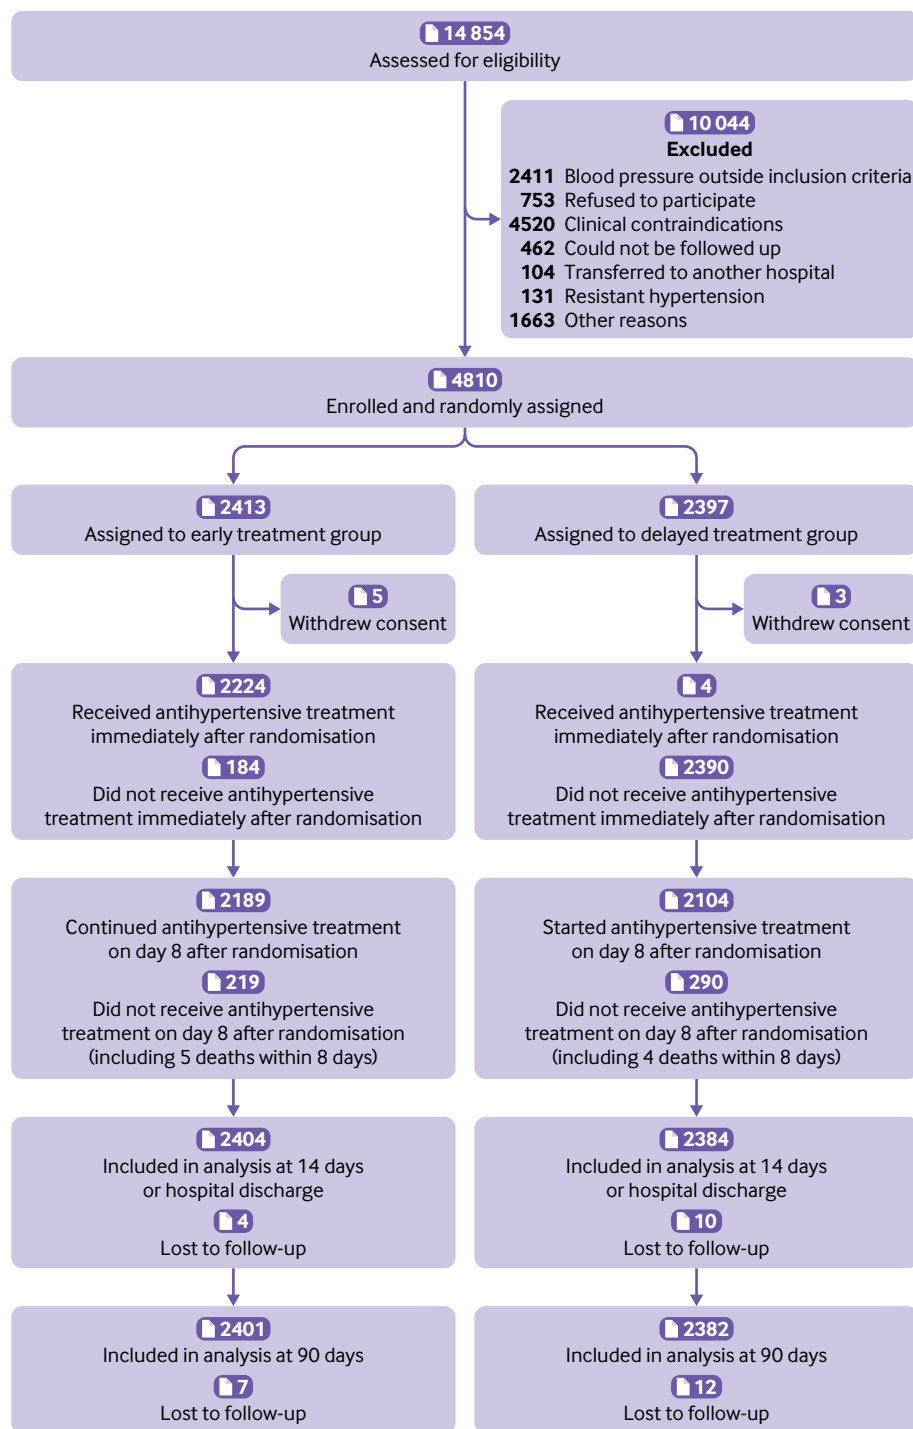 14 854
Assessed for eligibility
10 044
Excluded
2411 Blood pressure outside inclusion criteria
753 Refused to participate
4520 Clinical contraindications
462 Could not be followed up
104 Transferred to another hospital
131 Resistant hypertension
1663 Other reasons
4810
Enrolled and randomly assigned
2413
Assigned to early treatment group
5
Withdrew consent
2224
Received antihypertensive treatment
immediately after randomisation
184
Did not receive antihypertensive
treatment immediately after randomisation
2189
Continued antihypertensive treatment
on day 8 after randomisation
219
Did not receive antihypertensive
treatment on day 8 after randomisation
(including 5 deaths within 8 days)
2404
Included in analysis at 14 days
or hospital discharge
4
Lost to follow-up
2401
Included in analysis at 90 days
7
Lost to follow-up
2397
Assigned to delayed treatment group
3
Withdrew consent
4
Received antihypertensive treatment
immediately after randomisation
2390
Did not receive antihypertensive
treatment immediately after randomisation
2104
Started antihypertensive treatment
on day 8 after randomisation
290
Did not receive antihypertensive
treatment on day 8 after randomisation
(including 4 deaths within 8 days)
2384
Included in analysis at 14 days
or hospital discharge
10
Lost to follow-up
2382
Included in analysis at 90 days
12
Lost to follow-up